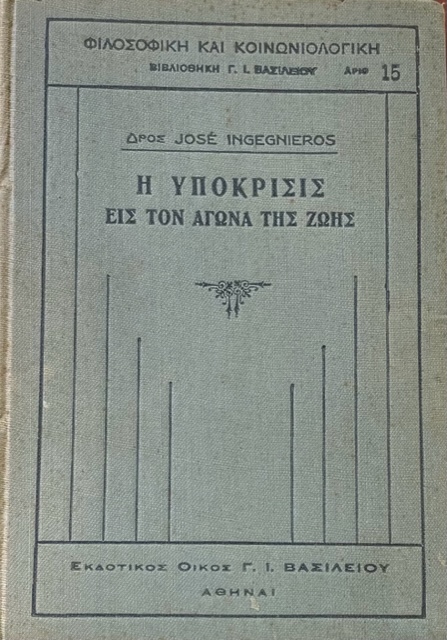 ΦΙΛΟΣΟΦΙΚΗ ΚΑΙ ΚΟΙΝΩΝΙΟΛΟΓΙΚΗ
ΒΙΒΛΙΟΘΗΚΗ Γ. Ι. ΒΑΣΙΛΕΙΟΥ ΑΡΙΘ 15
ΔΡΟΣ JOSÉ INGEGNIEROS
Η ΥΠΟΚΡΙΣΙΣ
ΕΙΣ ΤΟΝ ΑΓΩΝΑ ΤΗΣ ΖΩΗΣ
ΕΚΔΟΤΙΚΟΣ ΟΙΚΟΣ Γ. Ι. ΒΑΣΙΛΕΙΟΥ
ΑΘΗΝΑΙ